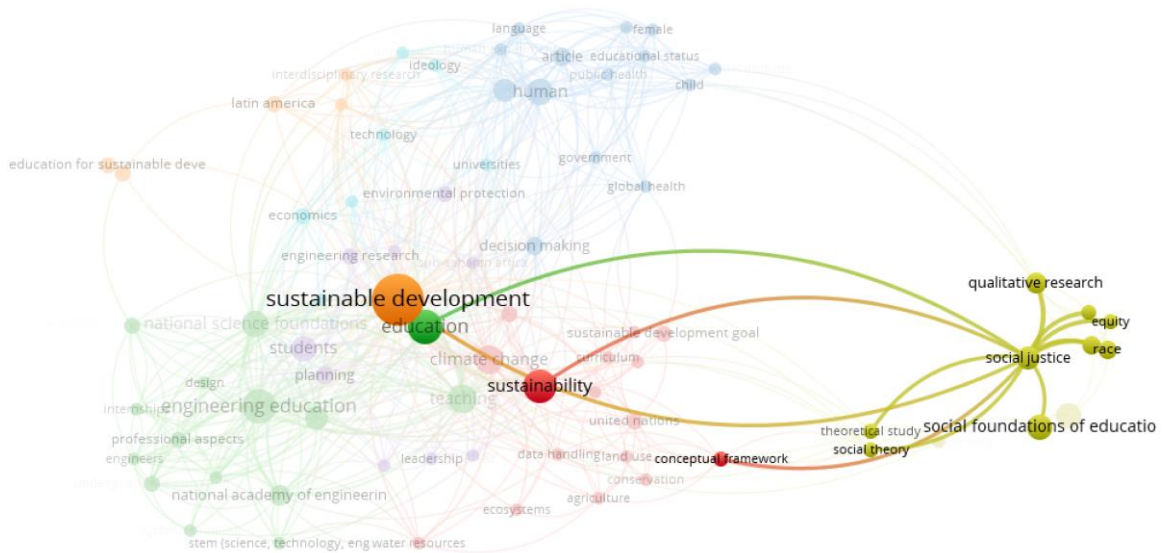 language
female
article
educational status
ideology
public health
interdisciplinary research
human
child
latin america
technology
government
education for sustainable deve
universities
environmental protection
global health
economics
decision making
engineering research
qualitative research
sustainable development
national science foundations
education
equity
sustainable development goal
students
climate change
curriculum
race
social justice
planning
sustainability
design
teaching
internships
engineering education
united nations
social foundations of educatio
theoretical study
professional aspects
social theory
engineers
leadership
data handling
land use
conceptual framework
conservation
national academy of engineerin
agriculture
ecosystems
stem (science, technology, eng
water resources